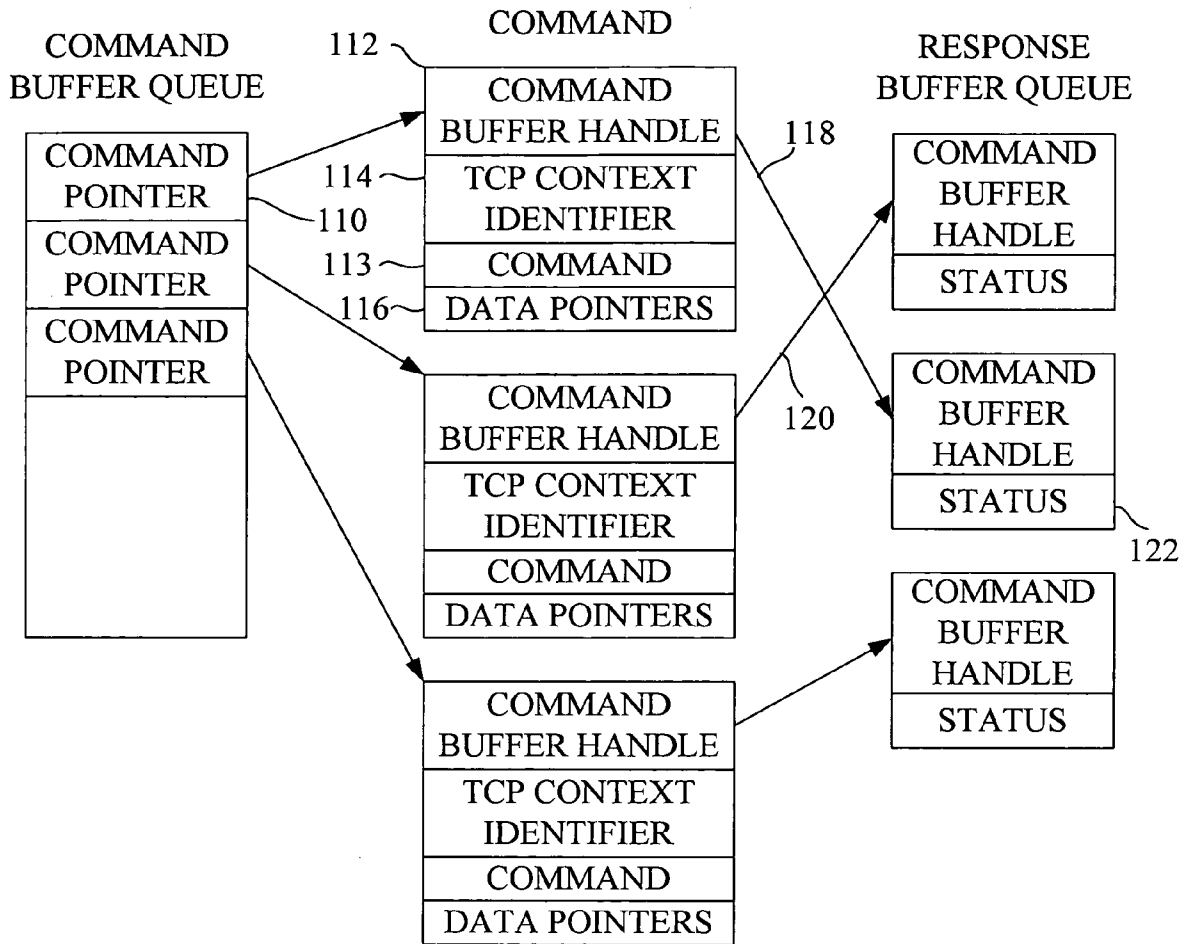 COMMAND
BUFFER QUEUE
COMMAND
POINTER
110
COMMAND
POINTER
COMMAND
POINTER
COMMAND
112
COMMAND
BUFFER HANDLE
114
TCP CONTEXT
IDENTIFIER
113
COMMAND
116
DATA POINTERS
COMMAND
BUFFER HANDLE
TCP CONTEXT
IDENTIFIER
COMMAND
DATA POINTERS
COMMAND
BUFFER HANDLE
TCP CONTEXT
IDENTIFIER
COMMAND
DATA POINTERS
118
120
RESPONSE
BUFFER QUEUE
COMMAND
BUFFER
HANDLE
STATUS
COMMAND
BUFFER
HANDLE
STATUS
122
COMMAND
BUFFER
HANDLE
STATUS